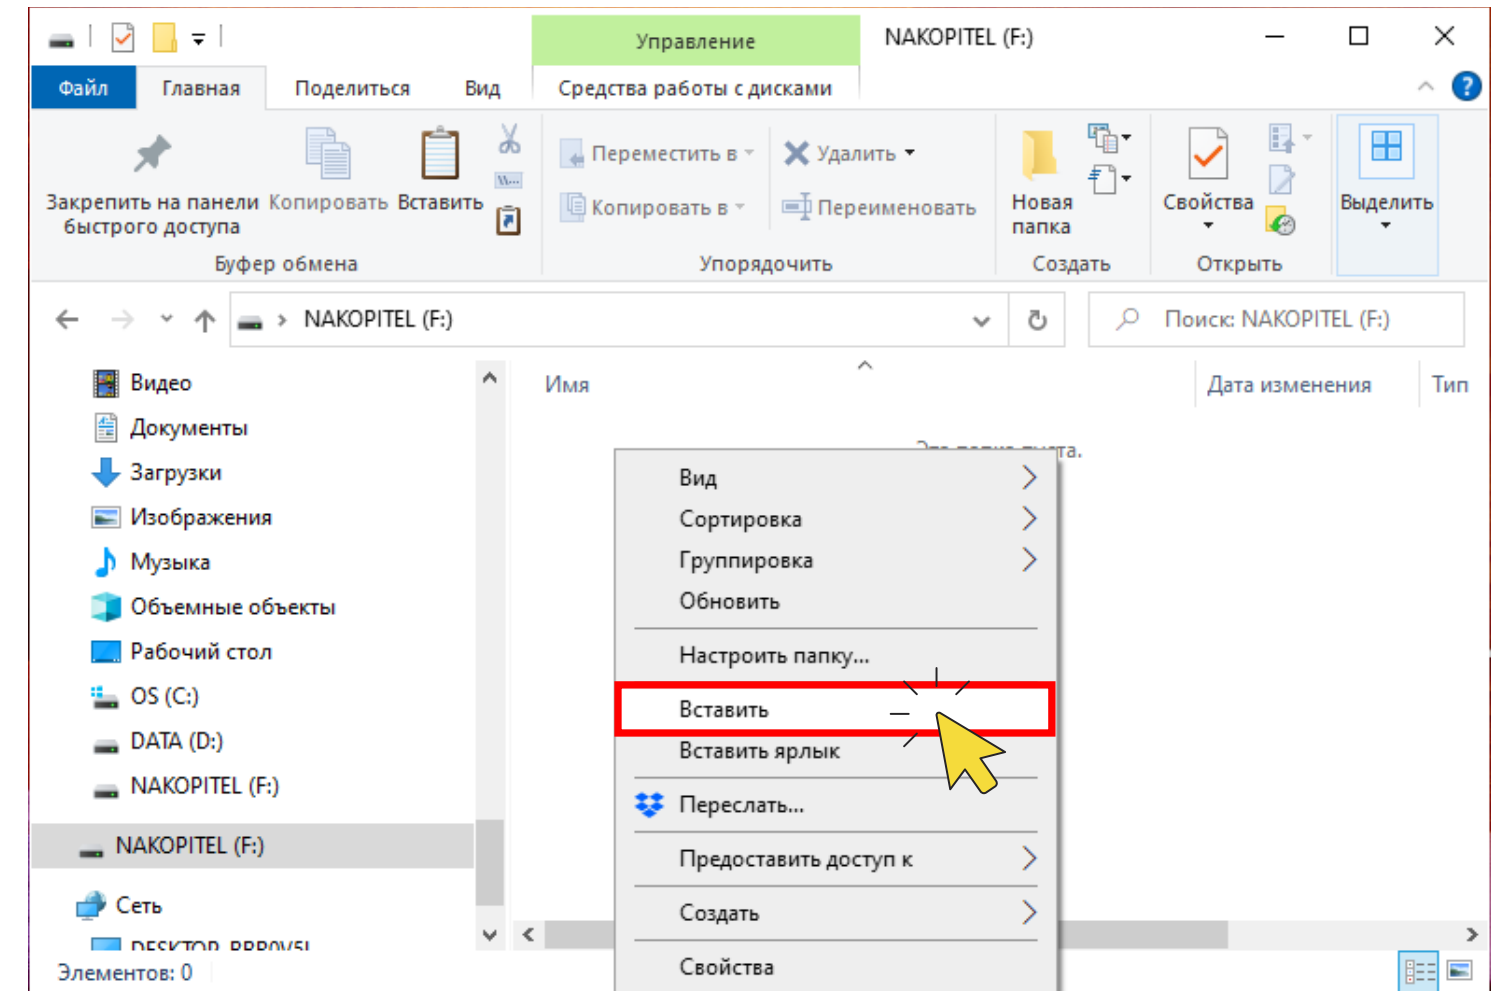 Управление
NAKOPITEL (F:)
Файл Главная Поделиться Вид Средства работы с дисками
Закрепить на панели быстрого доступа
Копировать
Вставить
Переместить в
Копировать в
Удалить
Переименовать
Новая папка
Свойства
Выделить
Буфер обмена Упорядочить Создать Открыть
NAKOPITEL (F:)
Поиск: NAKOPITEL (F:)
Имя Дата изменения Тип
Видео
Документы
Загрузки
Изображения
Музыка
Объемные объекты
Рабочий стол
OS (C:)
DATA (D:)
NAKOPITEL (F:)
NAKOPITEL (F:)
Сеть
Элементов: 0
Вид
Сортировка
Группировка
Обновить
Настроить папку...
Вставить
Вставить ярлык
Переслать...
Предоставить доступ к
Создать
Свойства